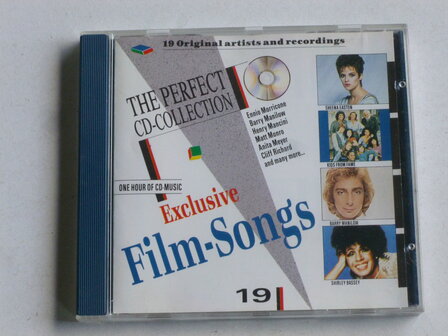 19 Original artists and recordings
THE PERFECT
CD-COLLECTION
Ennio Morricone
Barry Manilow
Henry Mancini
Matt Monro
Anita Meyer
Cliff Richard
and many more...
SHEENA EASTON
KIDS FROM FAME
ONE HOUR OF CD-MUSIC
Exclusive
Film-Songs
BARRY MANILOW
SHIRLEY BASSEY
19